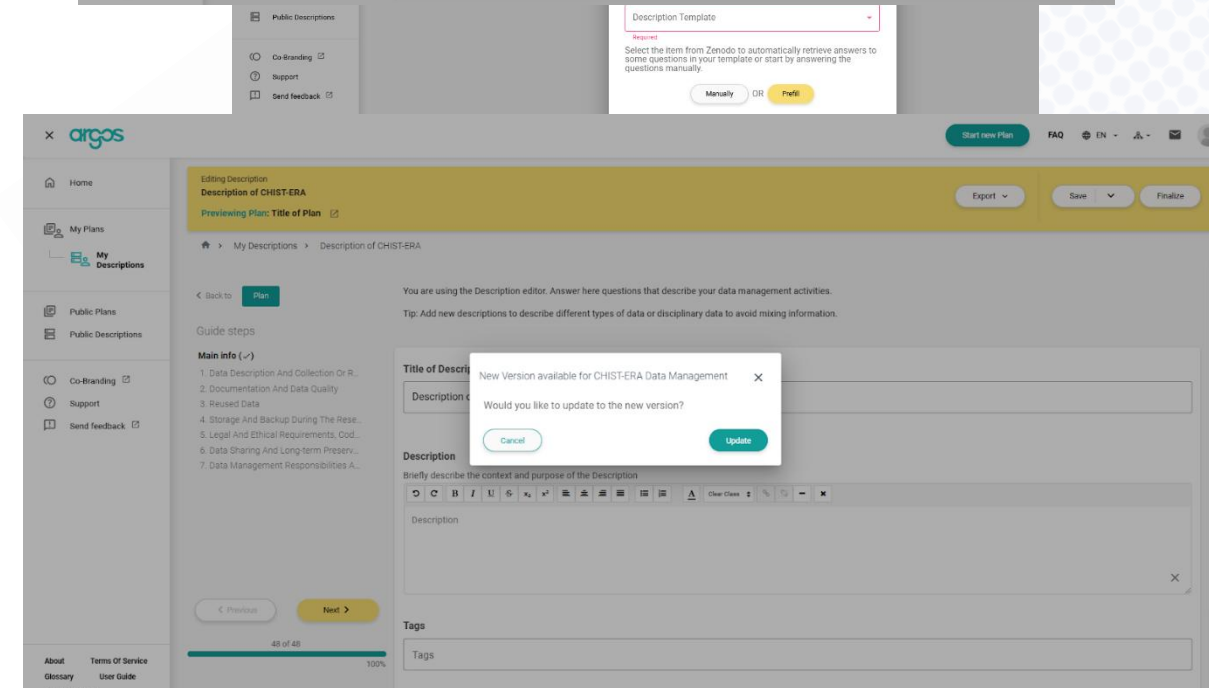 Public Descriptions
Co-Branding
Support
Send feedback
Description Template
Required
Select the item from Zenodo to automatically retrieve answers to
some questions in your template or start by answering the
questions manually.
Manually OR Prefill
× argos
Start new Plan FAQ EN
Home
My Plans
My
Descriptions
Public Plans
Public Descriptions
Co-Branding
Support
Send feedback
About Terms Of Service
Glossary User Guide
Editing Description
Description of CHIST-ERA
Previewing Plan: Title of Plan
Export Save Finalize
> My Descriptions > Description of CHIST-ERA
Back to Plan
Guide steps
Main info (✓)
1. Data Description And Collection Or R...
2. Documentation And Data Quality
3. Reused Data
4. Storage And Backup During The Rese...
5. Legal And Ethical Requirements, Cod...
6. Data Sharing And Long-term Preserv...
7. Data Management Responsibilities A...
< Previous Next >
48 of 48
100%
You are using the Description editor. Answer here questions that describe your data management activities.
Tip: Add new descriptions to describe different types of data or disciplinary data to avoid mixing information.
Title of Descrip
Description o
New Version available for CHIST-ERA Data Management ×
Would you like to update to the new version?
Cancel Update
Description
Briefly describe the context and purpose of the Description
B I U S x₂ x² A Clear Class
Description
Tags
Tags